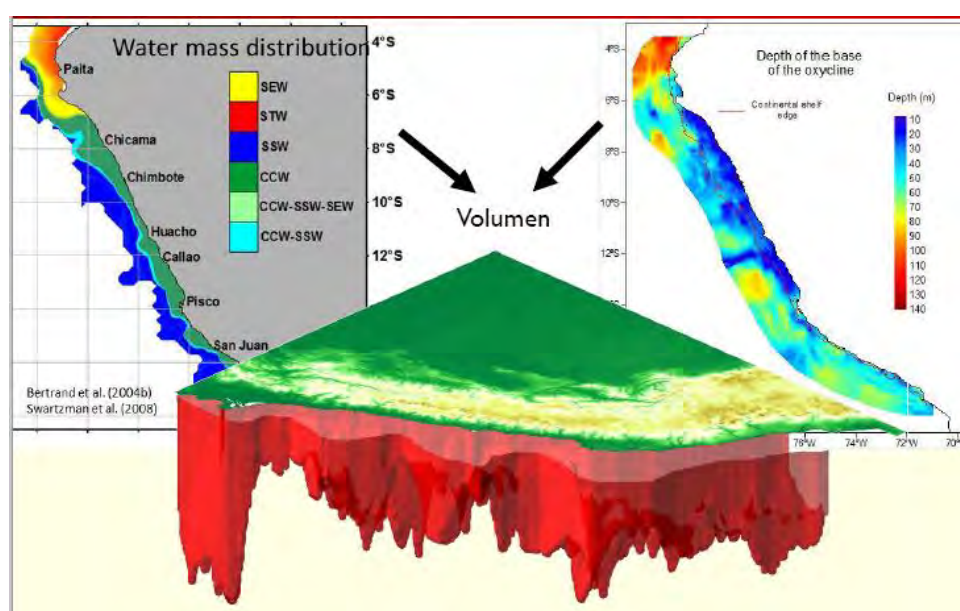 Water mass distribution
Paita
Chicama
Chimbote
Huacho
Callao
Pisco
San Juan
SEW
STW
SSW
CCW
CCW-SSW-SEW
CCW-SSW
4°S
6°S
8°S
10°S
12°S
Bertrand et al. (2004b)
Swartzman et al. (2008)
Volumen
Depth of the base
of the oxycline
Continental shelf
edge
Depth (m)
10
20
30
40
50
60
70
80
90
100
110
120
130
140
4°S
6°S
8°S
10°S
12°S
76°W
74°W
72°W
70°